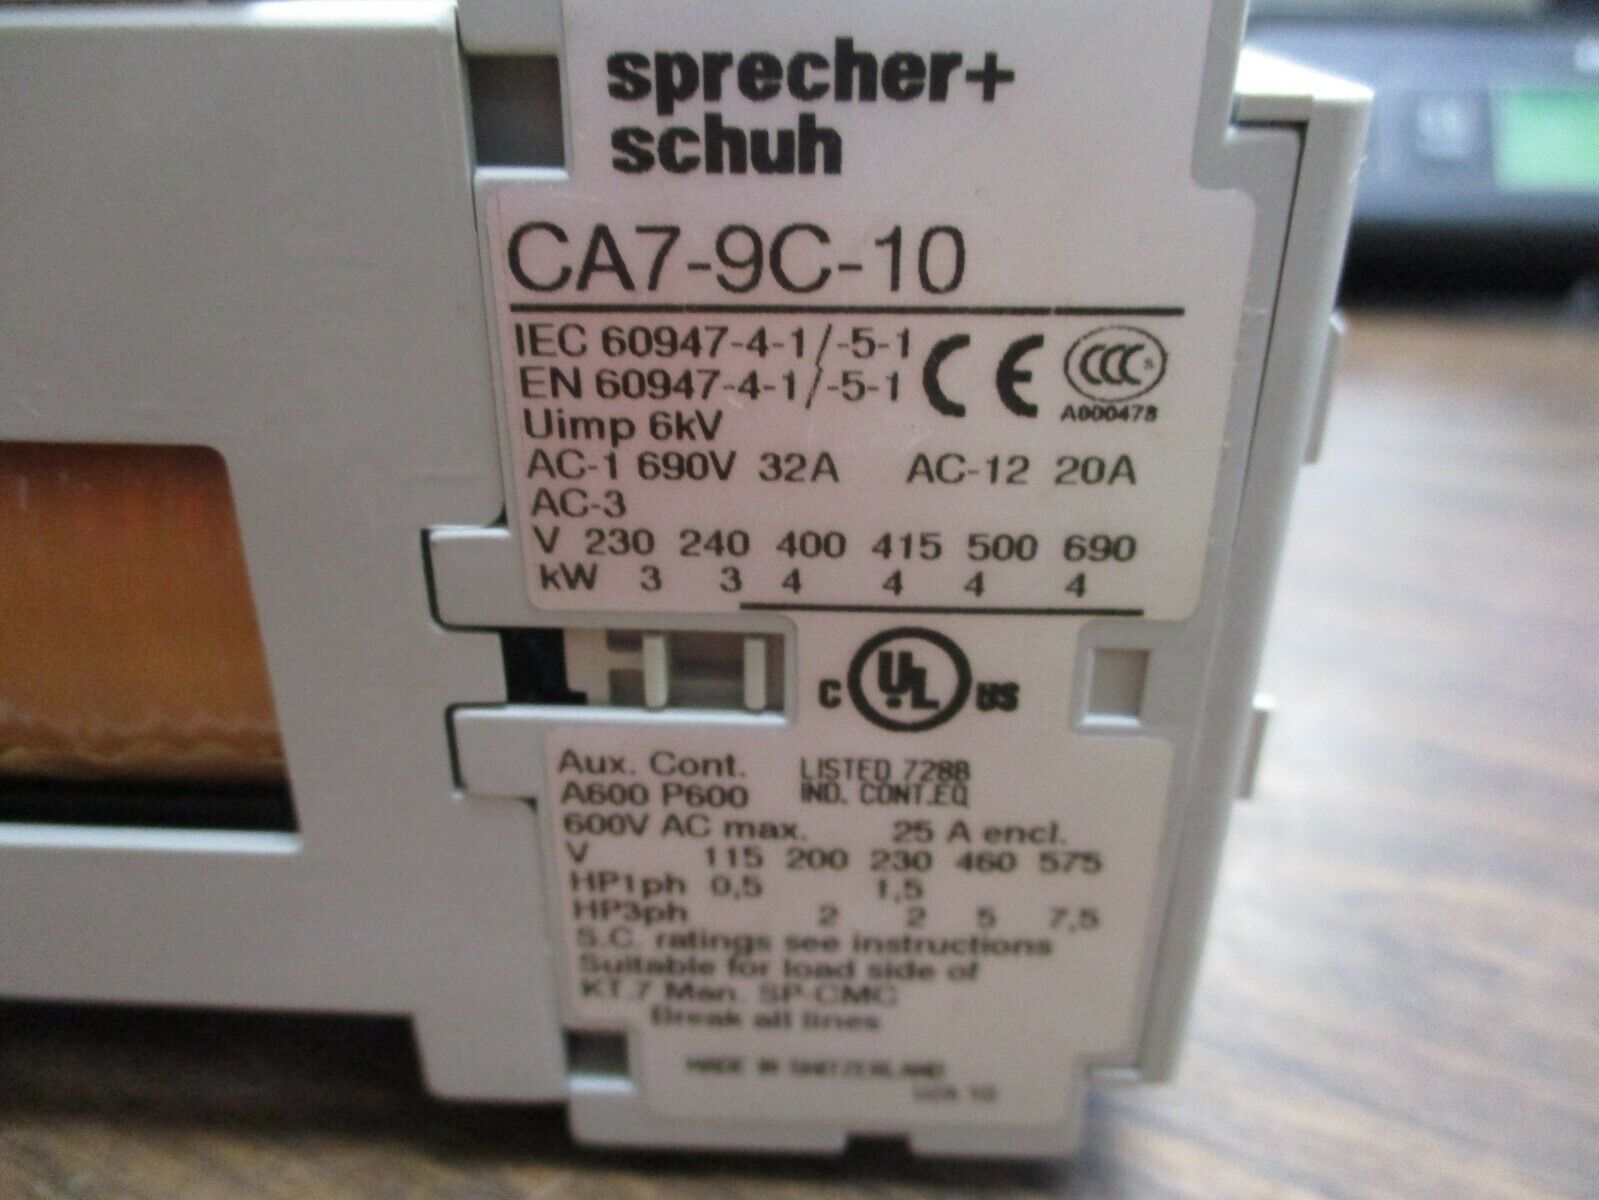 sprecher+
schuh
CA7-9C-10
IEC 60947-4-1/-5-1
EN 60947-4-1/-5-1
CE
CCC S
A000478
Uimp 6kV
AC-1 690V 32A AC-12 20A
AC-3
V 230 240 400 415 500 690
kW 3 3 4 4 4 4
C UL US
Aux. Cont. LISTED 728B
A600 P600 IND. CONT.EQ
600V AC max. 25 A encl.
V 115 200 230 460 575
HP1ph 0,5 1,5
HP3ph 2 2 5 7,5
S.C. ratings see instructions
Suitable for load side of
KT.7 Man. SP-CMC
Break all lines
MADE IN SWITZERLAND